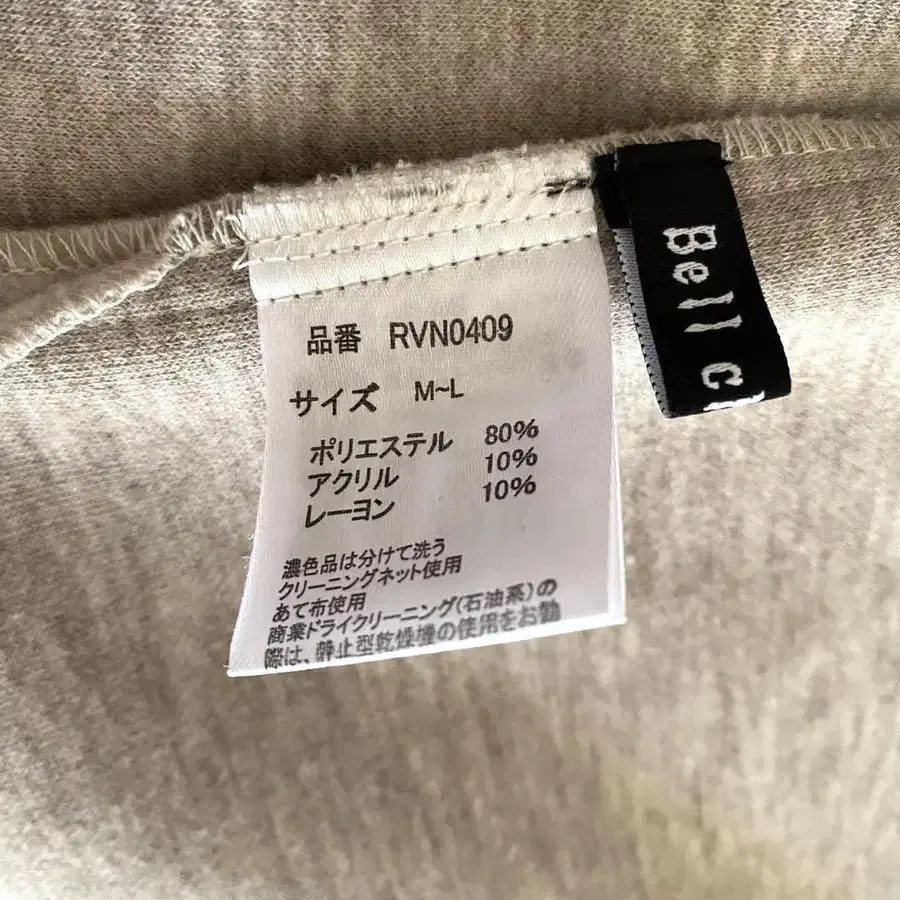 品番 RVN0409
サイズ M~L
ポリエステル 80%
アクリル 10%
レーヨン 10%
濃色品は分けて洗う
クリーニングネット使用
あて布使用
商業ドライクリーニング(石油系)の
際は、静止型乾燥機の使用をお勧
Bell c